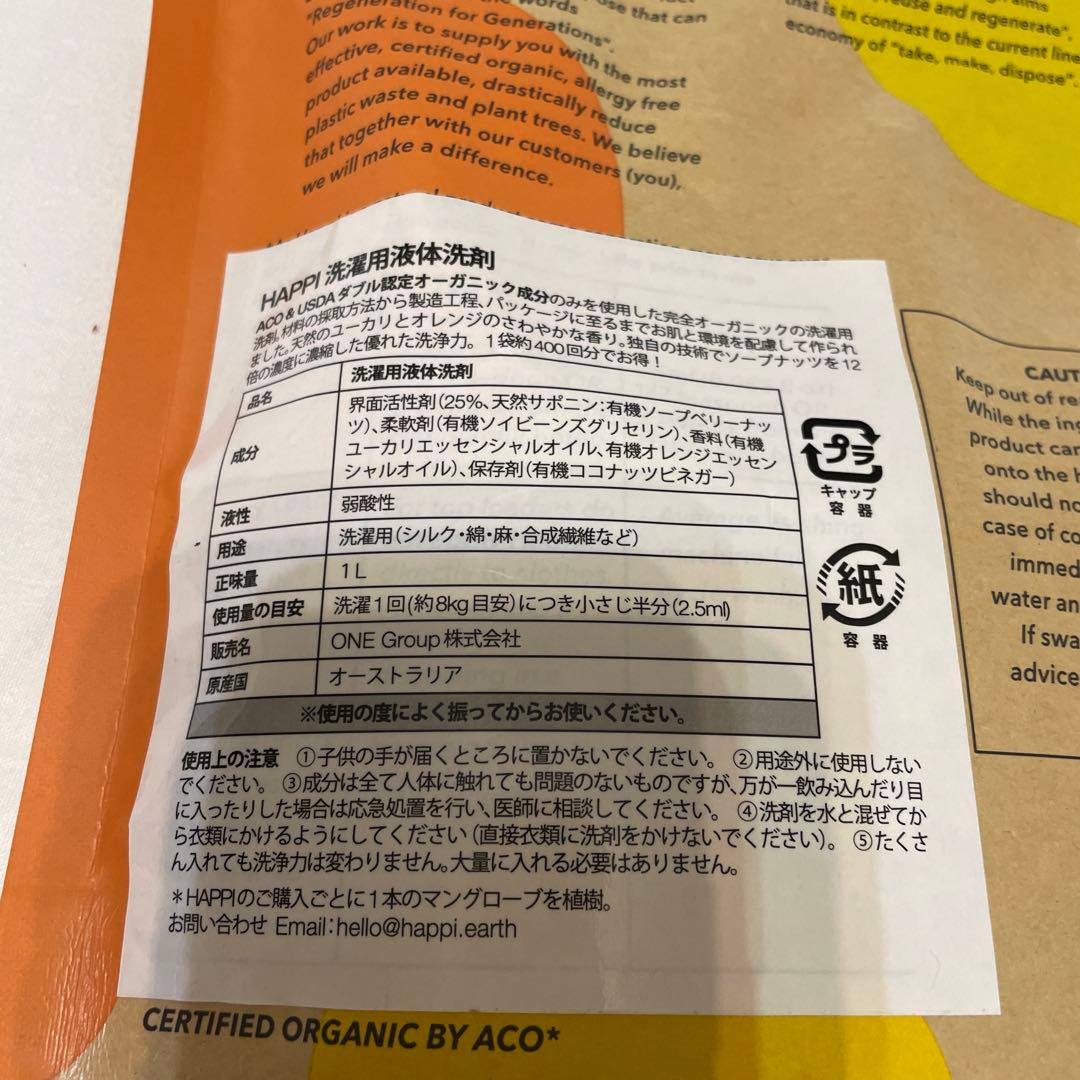 the words
use that can
"Regeneration for Generations".
Our work is to supply you with the most
effective, certified organic, allergy free
product available, drastically reduce
plastic waste and plant trees. We believe
that together with our customers (you),
we will make a difference.
aims
reuse and regenerate".
that is in contrast to the current line
economy of "take, make, dispose".
HAPPI 洗濯用液体洗剤
ACO & USDAダブル認定オーガニック成分のみを使用した完全オーガニックの洗濯用
洗剤。材料の採取方法から製造工程、パッケージに至るまでお肌と環境を配慮して作られ
ました。天然のユーカリとオレンジのさわやかな香り。独自の技術でソープナッツを12
倍の濃度に濃縮した優れた洗浄力。1袋約400回分でお得!
品名 洗濯用液体洗剤
成分 界面活性剤(25%、天然サポニン:有機ソープベリーナッ
ツ)、柔軟剤(有機ソイビーンズグリセリン)、香料(有機
ユーカリエッセンシャルオイル、有機オレンジエッセン
シャルオイル)、保存剤(有機ココナッツビネガー)
液性 弱酸性
用途 洗濯用(シルク・綿・麻・合成繊維など)
正味量 1L
使用量の目安 洗濯1回(約8kg目安)につき小さじ半分(2.5ml)
販売名 ONE Group株式会社
原産国 オーストラリア
※使用の度によく振ってからお使いください。
プラ
キャップ
容器
紙
容器
使用上の注意 ①子供の手が届くところに置かないでください。 ②用途外に使用しない
でください。 ③成分は全て人体に触れても問題のないものですが、万が一飲み込んだり目
に入ったりした場合は応急処置を行い、医師に相談してください。 ④洗剤を水と混ぜてか
ら衣類にかけるようにしてください(直接衣類に洗剤をかけないでください)。 ⑤たくさ
ん入れても洗浄力は変わりません。大量に入れる必要はありません。
*HAPPIのご購入ごとに1本のマングローブを植樹。
お問い合わせ Email:hello@happi.earth
CAUT
Keep out of rea
While the ing
product can
onto the h
should no
case of co
immed
water an
If swa
advice
CERTIFIED ORGANIC BY ACO*